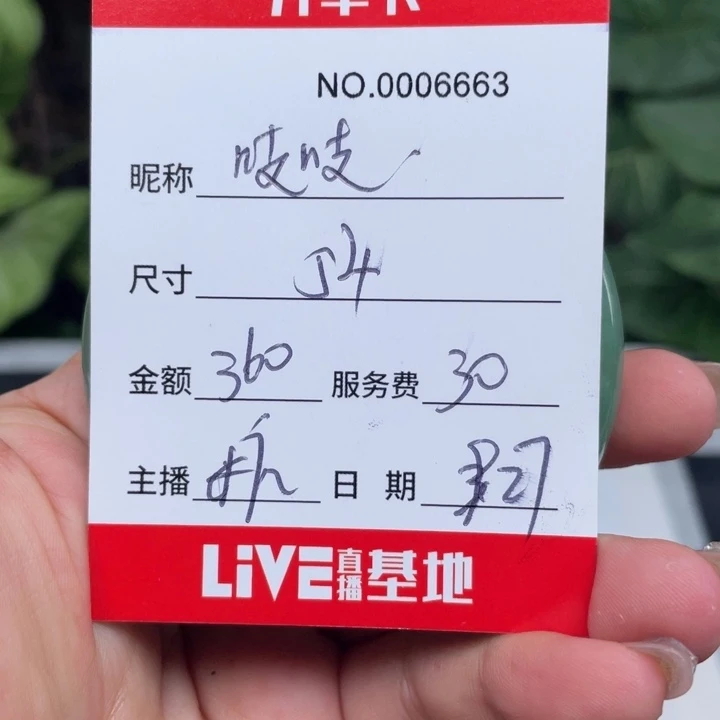 NO.0006663
昵称 吱吱
尺寸 54
金额 360 服务费 30
主播 日期
LiVE直播基地